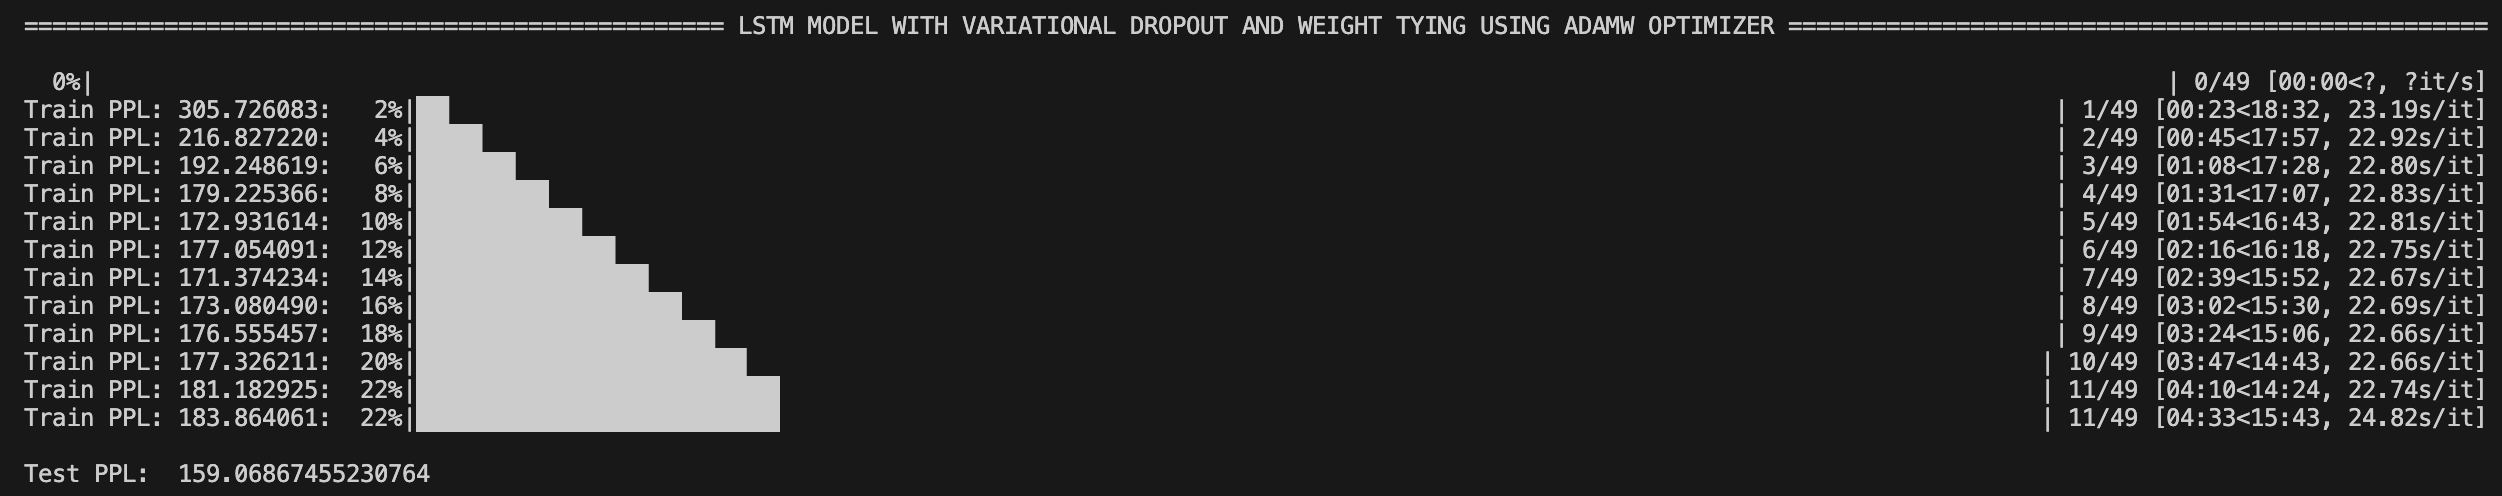 ================================================== LSTM MODEL WITH VARIATIONAL DROPOUT AND WEIGHT TYING USING ADAMW OPTIMIZER ==================================================
0%| | 0/49 [00:00<?, ?it/s]
Train PPL: 305.726083: 2%| | 1/49 [00:23<18:32, 23.19s/it]
Train PPL: 216.827220: 4%| | 2/49 [00:45<17:57, 22.92s/it]
Train PPL: 192.248619: 6%| | 3/49 [01:08<17:28, 22.80s/it]
Train PPL: 179.225366: 8%| | 4/49 [01:31<17:07, 22.83s/it]
Train PPL: 172.931614: 10%| | 5/49 [01:54<16:43, 22.81s/it]
Train PPL: 177.054091: 12%| | 6/49 [02:16<16:18, 22.75s/it]
Train PPL: 171.374234: 14%| | 7/49 [02:39<15:52, 22.67s/it]
Train PPL: 173.080490: 16%| | 8/49 [03:02<15:30, 22.69s/it]
Train PPL: 176.555457: 18%| | 9/49 [03:24<15:06, 22.66s/it]
Train PPL: 177.326211: 20%| | 10/49 [03:47<14:43, 22.66s/it]
Train PPL: 181.182925: 22%| | 11/49 [04:10<14:24, 22.74s/it]
Train PPL: 183.864061: 22%| | 11/49 [04:33<15:43, 24.82s/it]
Test PPL: 159.06867455230764